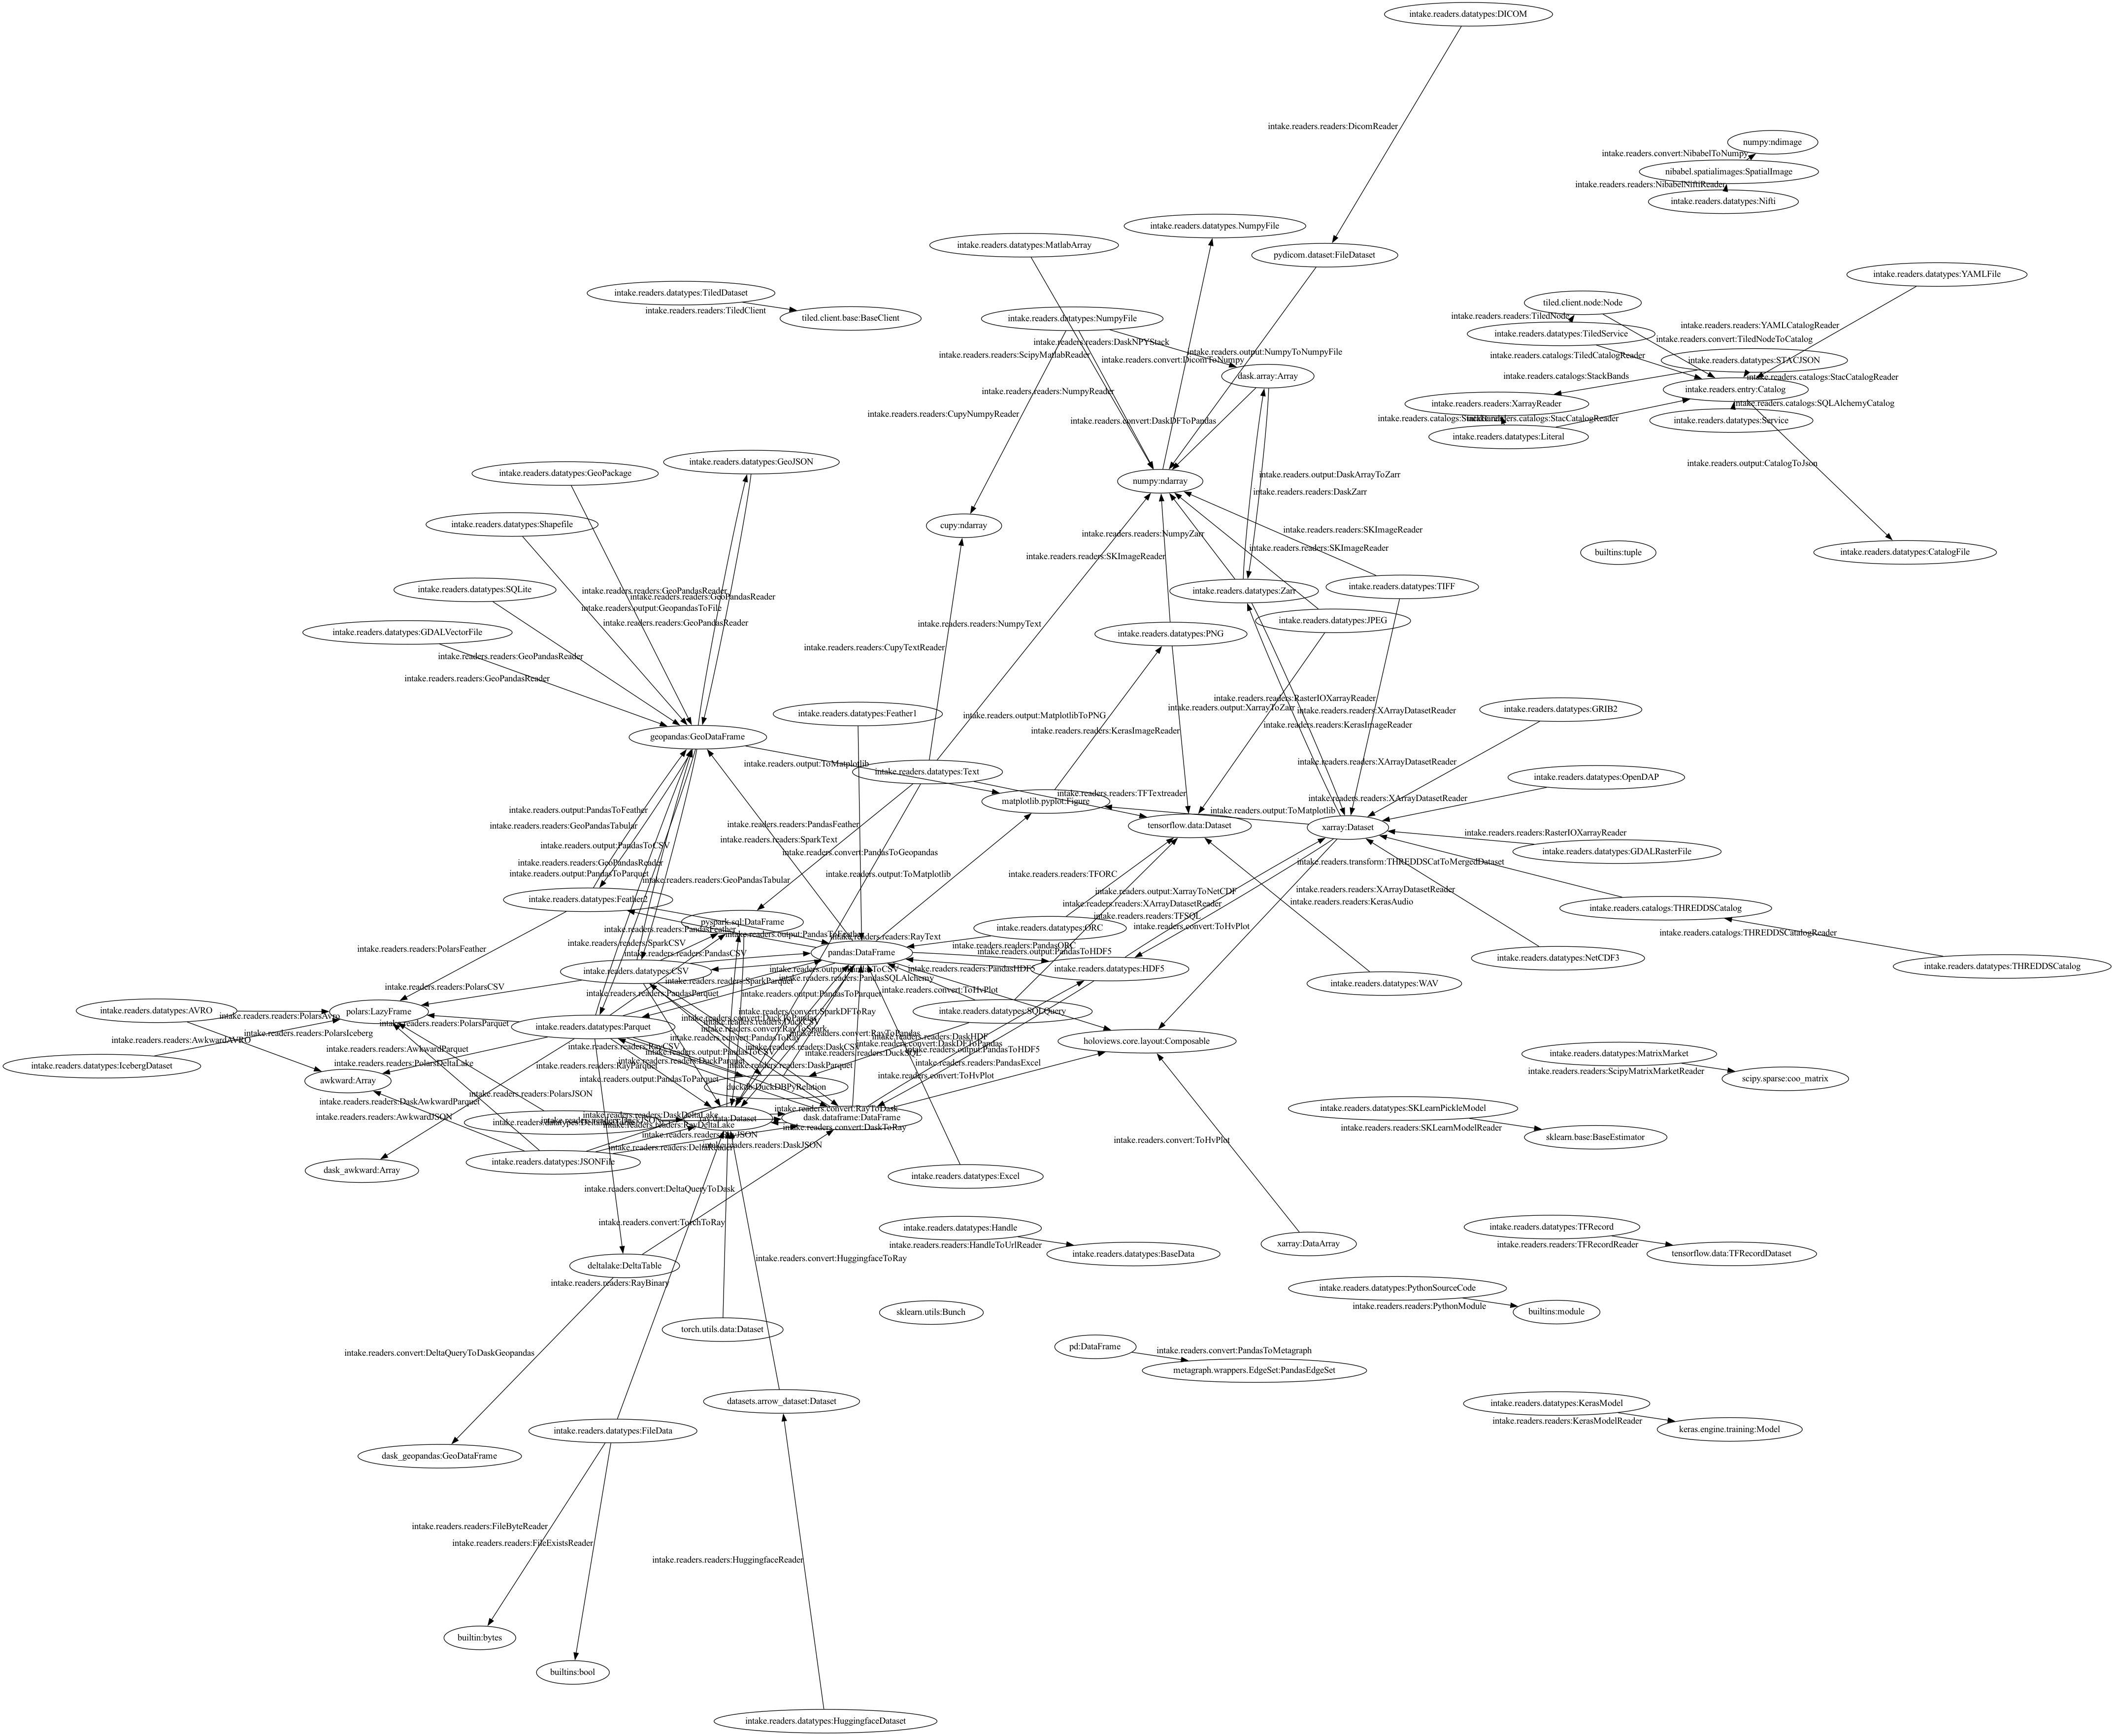 intake.readers.datatypes:DICOM
intake.readers.readers:DicomReader
numpy:ndimage
intake.readers.convert:NibabelToNumpy
nibabel.spatialimages:SpatialImage
intake.readers.readers:NibabelNiftiReader
intake.readers.datatypes:Nifti
intake.readers.datatypes.NumpyFile
intake.readers.datatypes:MatlabArray
pydicom.dataset:FileDataset
intake.readers.datatypes:YAMLFile
intake.readers.datatypes:TiledDataset
intake.readers.readers:TiledClient
tiled.client.base:BaseClient
tiled.client.node:Node
intake.readers.readers:TiledNode
intake.readers.datatypes:NumpyFile
intake.readers.readers:YAMLCatalogReader
intake.readers.datatypes:TiledService
intake.readers.convert:TiledNodeToCatalog
intake.readers.readers:DaskNPYStack
intake.readers.output:NumpyToNumpyFile
intake.readers.readers:ScipyMatlabReader
intake.readers.convert:DicomToNumpy
intake.readers.catalogs:TiledCatalogReader
intake.readers.datatypes:STACJSON
dask.array:Array
intake.readers.catalogs:StackBands
intake.readers.catalogs:StacCatalogReader
intake.readers.readers:NumpyReader
intake.readers.entry:Catalog
intake.readers.readers:XarrayReader
intake.readers.catalogs:SQLAlchemyCatalog
intake.readers.readers:CupyNumpyReader
intake.readers.convert:DaskDFToPandas
intake.readers.catalogs:StacCatalogReader
intake.readers.datatypes:Service
intake.readers.datatypes:Literal
intake.readers.datatypes:GeoJSON
intake.readers.output:CatalogToJson
intake.readers.datatypes:GeoPackage
intake.readers.output:DaskArrayToZarr
numpy:ndarray
intake.readers.readers:DaskZarr
intake.readers.datatypes:Shapefile
cupy:ndarray
intake.readers.readers:NumpyZarr
intake.readers.readers:SKImageReader
intake.readers.readers:SKImageReader
intake.readers.readers:SKImageReader
builtins:tuple
intake.readers.datatypes:CatalogFile
intake.readers.datatypes:SQLite
intake.readers.readers:GeoPandasReader
intake.readers.readers:GeoPandasReader
intake.readers.output:GeopandasToFile
intake.readers.readers:GeoPandasReader
intake.readers.datatypes:Zarr
intake.readers.datatypes:TIFF
intake.readers.datatypes:GDALVectorFile
intake.readers.readers:NumpyText
intake.readers.datatypes:PNG
intake.readers.datatypes:JPEG
intake.readers.readers:CupyTextReader
intake.readers.readers:GeoPandasReader
intake.readers.readers:GeoPandasReader
intake.readers.readers:RasterIOXarrayReader
intake.readers.output:XarrayToZarr
intake.readers.readers:XArrayDatasetReader
intake.readers.datatypes:GRIB2
intake.readers.datatypes:Feather1
intake.readers.output:MatplotlibToPNG
intake.readers.readers:KerasImageReader
intake.readers.readers:KerasImageReader
geopandas:GeoDataFrame
intake.readers.output:ToMatplotlib
intake.readers.datatypes:Text
intake.readers.readers:XArrayDatasetReader
intake.readers.datatypes:OpenDAP
intake.readers.readers:TFTextreader
matplotlib.pyplot:Figure
intake.readers.readers:XArrayDatasetReader
intake.readers.output:ToMatplotlib
intake.readers.output:PandasToFeather
intake.readers.readers:GeoPandasTabular
intake.readers.readers:PandasFeather
tensorflow.data:Dataset
xarray:Dataset
intake.readers.readers:RasterIOXarrayReader
intake.readers.readers:SparkText
intake.readers.output:PandasToCSV
intake.readers.convert:PandasToGeopandas
intake.readers.datatypes:GDALRasterFile
intake.readers.readers:GeoPandasReader
intake.readers.output:PandasToParquet
intake.readers.readers:GeoPandasTabular
intake.readers.output:ToMatplotlib
intake.readers.readers:TFORC
intake.readers.transform:THREDDSCatToMergedDataset
intake.readers.datatypes:Feather2
intake.readers.output:XarrayToNetCDF
intake.readers.readers:XArrayDatasetReader
intake.readers.readers:XArrayDatasetReader
intake.readers.readers:KerasAudio
intake.readers.catalogs:THREDDSCatalog
pyspark.sql:DataFrame
intake.readers.readers:TFSQL
intake.readers.readers:PandasFeather
intake.readers.output:PandasToFeather
intake.readers.datatypes:ORC
intake.readers.convert:ToHvPlot
intake.readers.catalogs:THREDDSCatalogReader
intake.readers.readers:PolarsFeather
intake.readers.readers:SparkCSV
intake.readers.readers:RayText
intake.readers.readers:PandasORC
intake.readers.readers:PandasCSV
pandas:DataFrame
intake.readers.output:PandasToHDF5
intake.readers.datatypes:NetCDF3
intake.readers.datatypes:THREDDSCatalog
intake.readers.datatypes:CSV
intake.readers.output:PandasToCSV
intake.readers.readers:PandasHDF5
intake.readers.datatypes:HDF5
intake.readers.readers:PandasSQLAlchemy
intake.readers.readers:SparkParquet
intake.readers.datatypes:WAV
intake.readers.readers:PolarsCSV
intake.readers.readers:PandasParquet
intake.readers.output:PandasToParquet
intake.readers.convert:ToHvPlot
intake.readers.datatypes:AVRO
polars:LazyFrame
intake.readers.readers:PolarsAvro
intake.readers.convert:SparkDFToRay
intake.readers.datatypes:SQLQuery
intake.readers.readers:PolarsParquet
intake.readers.datatypes:Parquet
intake.readers.convert:DuckToPandas
intake.readers.readers:DuckCSV
intake.readers.convert:RayToSpark
intake.readers.readers:PolarsIceberg
intake.readers.readers:AwkwardAVRO
intake.readers.convert:PandasToRay
intake.readers.convert:RayToPandas
intake.readers.readers:DaskHDF
holoviews.core.layout:Composable
intake.readers.readers:RayCSV
intake.readers.readers:DaskCSV
intake.readers.convert:DaskDFToPandas
intake.readers.readers:AwkwardParquet
intake.readers.output:PandasToCSV
intake.readers.readers:DuckSQL
intake.readers.output:PandasToHDF5
intake.readers.datatypes:MatrixMarket
intake.readers.readers:DuckParquet
intake.readers.datatypes:IcebergDataset
intake.readers.readers:PolarsDeltaLake
intake.readers.readers:RayParquet
intake.readers.readers:DaskParquet
intake.readers.readers:PandasExcel
intake.readers.readers:ScipyMatrixMarketReader
intake.readers.convert:ToHvPlot
scipy.sparse:coo_matrix
awkward:Array
intake.readers.output:PandasToParquet
duckdb:DuckDBPyRelation
intake.readers.readers:PolarsJSON
intake.readers.readers:DaskAwkwardParquet
intake.readers.datatypes:SKLearnPickleModel
intake.readers.convert:RayToDask
intake.readers.readers:AwkwardJSON
intake.readers.readers:DaskDeltaLake
dask.dataframe:DataFrame
intake.readers.readers:RayDeltaLake
intake.readers.convert:DaskToRay
intake.readers.readers:SKLearnModelReader
sklearn.base:BaseEstimator
intake.readers.convert:ToHvPlot
intake.readers.readers:DeltaReader
intake.readers.readers:DaskJSON
intake.readers.datatypes:JSONFile
dask_awkward:Array
intake.readers.datatypes:Excel
intake.readers.convert:DeltaQueryToDask
intake.readers.convert:TorchToRay
intake.readers.datatypes:Handle
intake.readers.readers:HandleToUrlReader
intake.readers.datatypes:BaseData
xarray:DataArray
intake.readers.datatypes:TFRecord
intake.readers.readers:TFRecordReader
tensorflow.data:TFRecordDataset
intake.readers.convert:HuggingfaceToRay
deltalake:DeltaTable
intake.readers.readers:RayBinary
intake.readers.datatypes:PythonSourceCode
intake.readers.readers:PythonModule
builtins:module
sklearn.utils:Bunch
torch.utils.data:Dataset
pd:DataFrame
intake.readers.convert:PandasToMetagraph
metagraph.wrappers.EdgeSet:PandasEdgeSet
intake.readers.convert:DeltaQueryToDaskGeopandas
datasets.arrow_dataset:Dataset
intake.readers.datatypes:KerasModel
intake.readers.readers:KerasModelReader
keras.engine.training:Model
intake.readers.datatypes:FileData
dask_geopandas:GeoDataFrame
intake.readers.readers:FileByteReader
intake.readers.readers:FileExistsReader
intake.readers.readers:HuggingfaceReader
builtin:bytes
builtins:bool
intake.readers.datatypes:HuggingfaceDataset